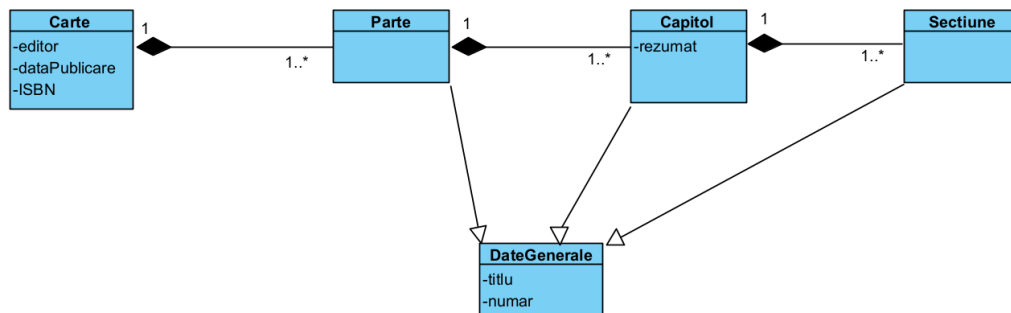 Carte
-editor
-dataPublicare
-ISBN
1
1..*
Parte
1
1..*
Capitol
-rezumat
1
1..*
Sectiune
DateGenerale
-titlu
-numar